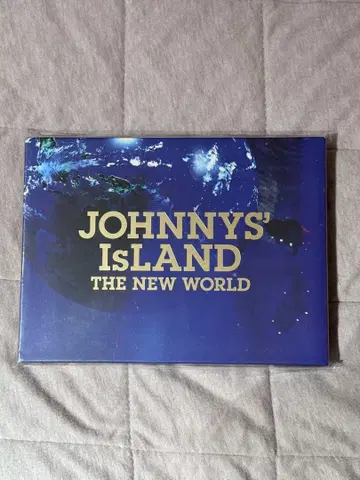 JOHNNYS'
IsLAND
THE NEW WORLD